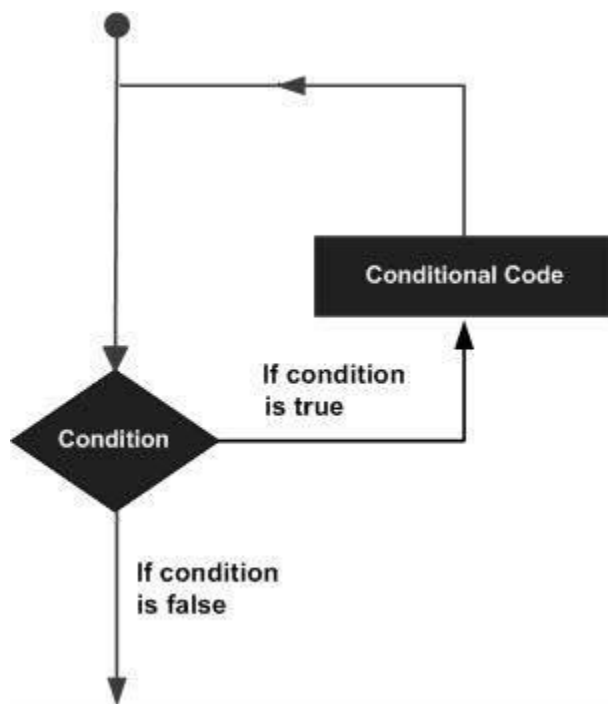 Conditional Code
If condition
is true
Condition
If condition
is false